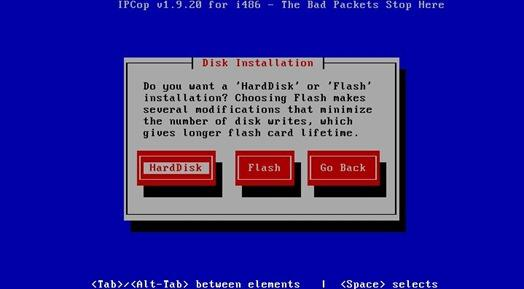 IPCop v1.9.20 for i486 - The Bad Packets Stop Here
Disk Installation
Do you want a 'HardDisk' or 'Flash'
installation? Choosing Flash makes
several modifications that minimize
the number of disk writes, which
gives longer flash card lifetime.
HardDisk Flash Go Back
<Tab>/<Alt-Tab> between elements | <Space> selects